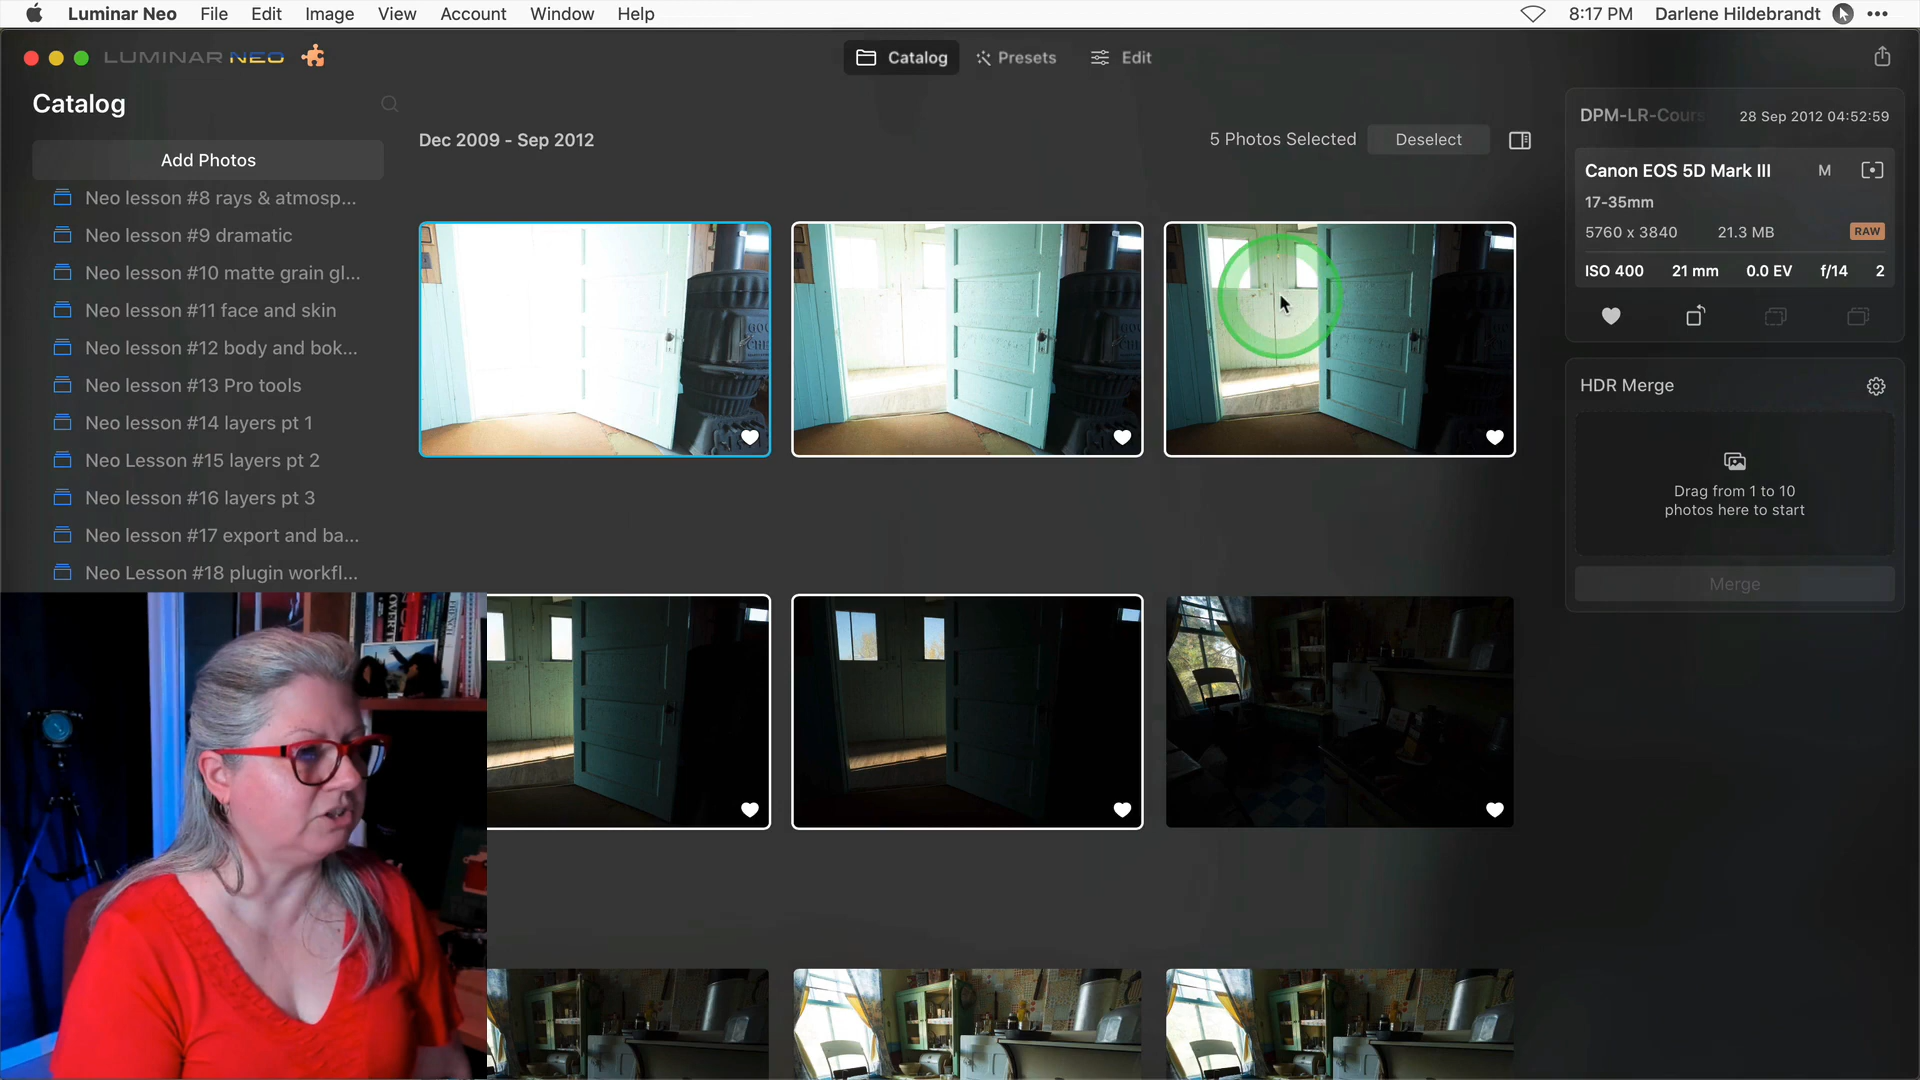 Luminar Neo File Edit Image View Account Window Help 8:17 PM Darlene Hildebrandt
LUMINAR NEO Catalog Presets Edit
Catalog
Add Photos
Neo lesson #8 rays & atmosp...
Neo lesson #9 dramatic
Neo lesson #10 matte grain gl...
Neo lesson #11 face and skin
Neo lesson #12 body and bok...
Neo lesson #13 Pro tools
Neo lesson #14 layers pt 1
Neo Lesson #15 layers pt 2
Neo lesson #16 layers pt 3
Neo lesson #17 export and ba...
Neo Lesson #18 plugin workfl...
Dec 2009 - Sep 2012 5 Photos Selected Deselect
DPM-LR-Cours 28 Sep 2012 04:52:59
Canon EOS 5D Mark III M
17-35mm
5760 x 3840 21.3 MB RAW
ISO 400 21 mm 0.0 EV f/14 2
HDR Merge
Drag from 1 to 10
photos here to start
Merge